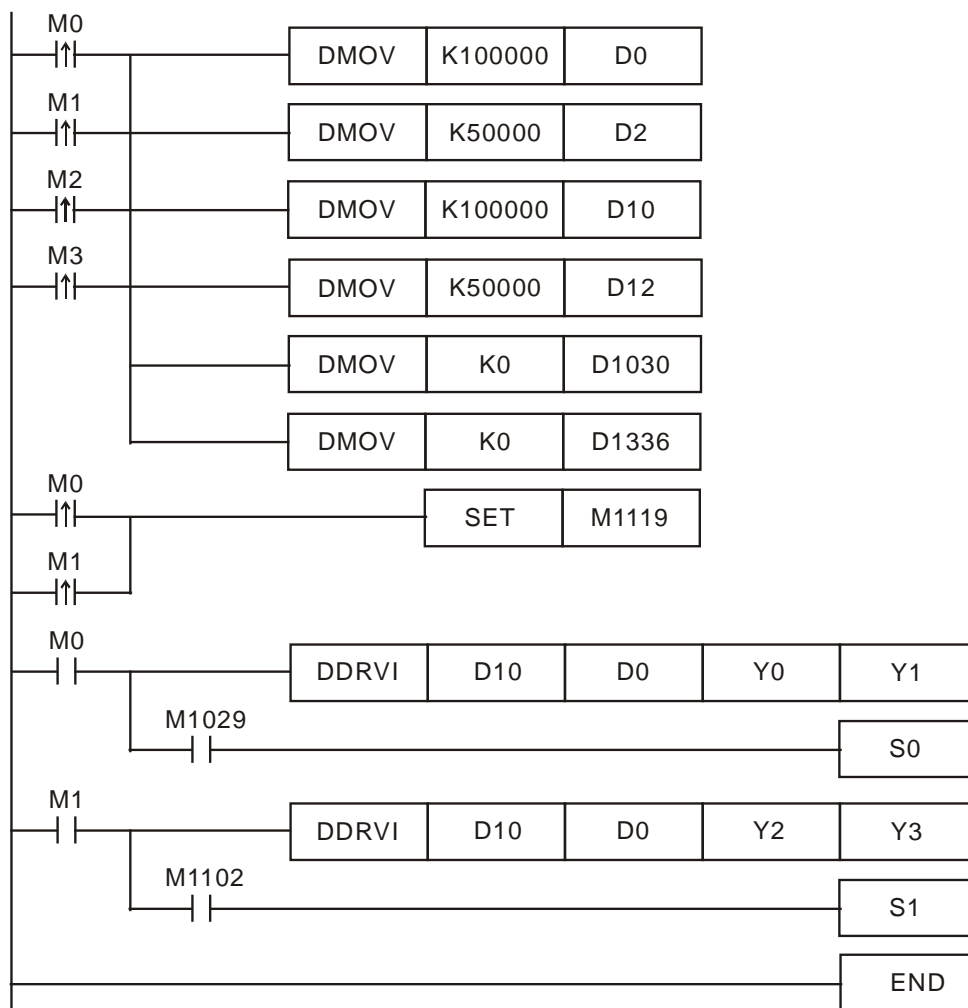 M0
DMOV K100000 D0
M1
DMOV K50000 D2
M2
DMOV K100000 D10
M3
DMOV K50000 D12
DMOV K0 D1030
DMOV K0 D1336
M0
SET M1119
M1
M0
DDRVI D10 D0 Y0 Y1
M1029
S0
M1
DDRVI D10 D0 Y2 Y3
M1102
S1
END